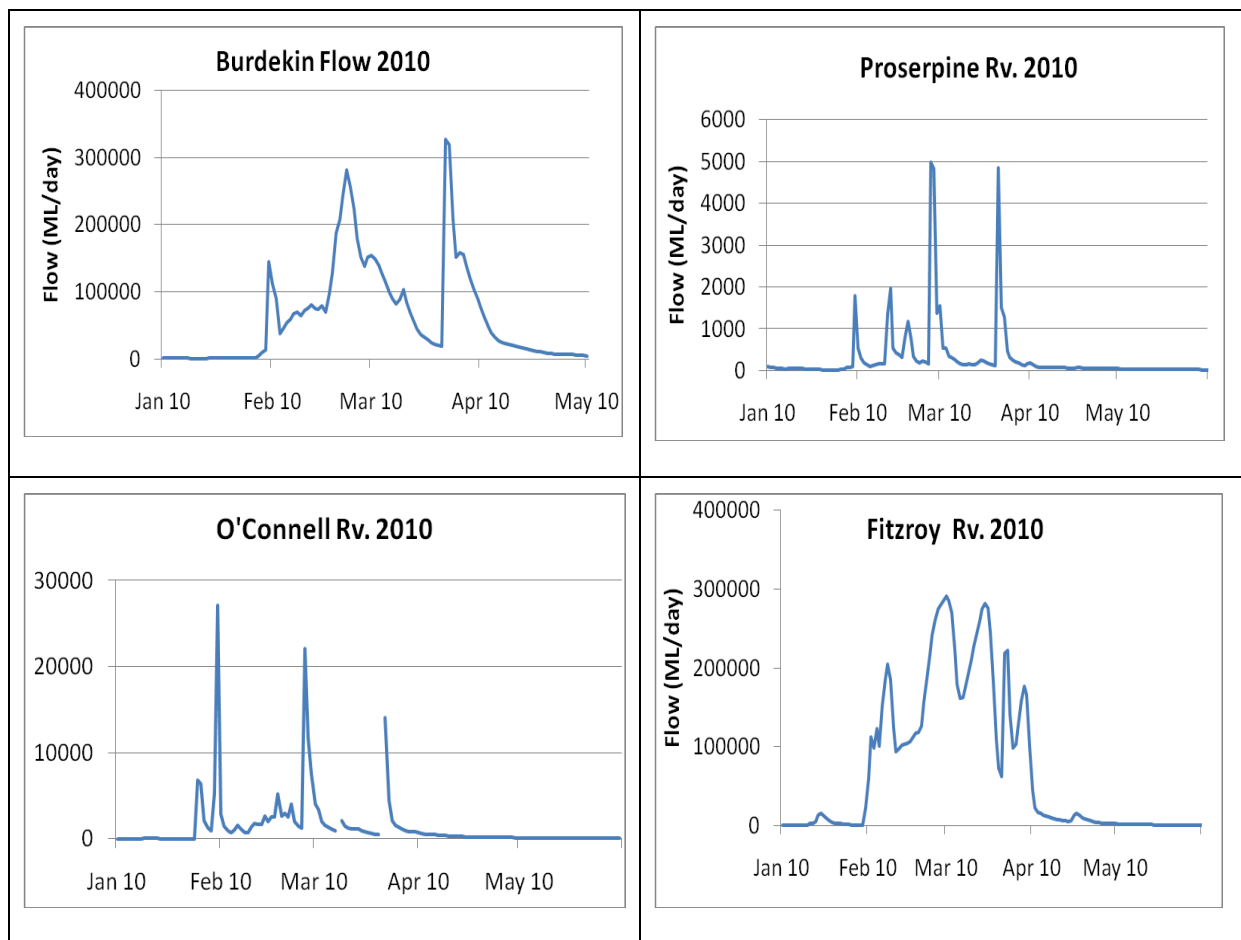 Burdekin Flow 2010
Flow (ML/day)
400000
300000
200000
100000
0
Jan 10 Feb 10 Mar 10 Apr 10 May 10
Proserpine Rv. 2010
Flow (ML/day)
6000
5000
4000
3000
2000
1000
0
Jan 10 Feb 10 Mar 10 Apr 10 May 10
O'Connell Rv. 2010
30000
20000
10000
0
Jan 10 Feb 10 Mar 10 Apr 10 May 10
Fitzroy Rv. 2010
Flow (ML/day)
400000
300000
200000
100000
0
Jan 10 Feb 10 Mar 10 Apr 10 May 10